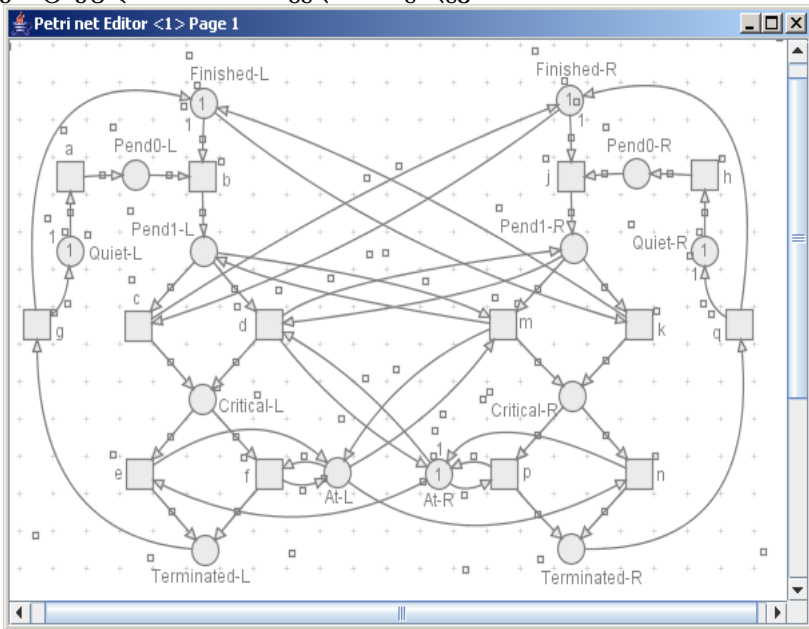 Petri net Editor <1> Page 1
Finished-L
Finished-R
1
1
1
1
a
Pend0-L
b
j
Pend0-R
h
Pend1-L
Pend1-R
1
1
Quiet-L
Quiet-R
1
1
c
g
d
m
k
q
Critical-L
Critical-R
1
e
f
1
p
n
At-L
At-R
Terminated-L
Terminated-R